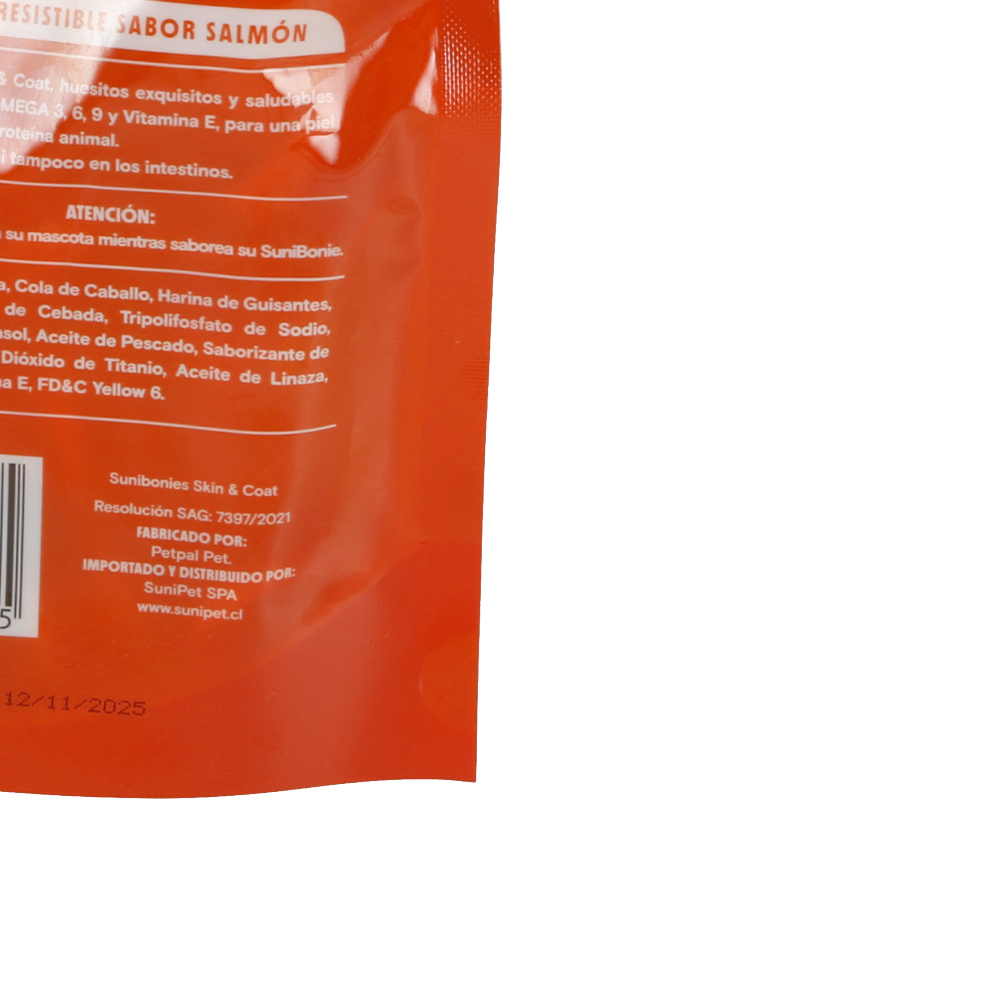 RRESISTIBLE SABOR SALMÓN
& Coat, huesitos exquisitos y saludables
MEGA 3, 6, 9 y Vitamina E, para una piel
roteína animal.
i tampoco en los intestinos.
ATENCIÓN:
su mascota mientras saborea su SuniBonie.
a, Cola de Caballo, Harina de Guisantes,
de Cebada, Tripolifosfato de Sodio,
asol, Aceite de Pescado, Saborizante de
Dióxido de Titanio, Aceite de Linaza,
a E, FD&C Yellow 6.
Sunibonies Skin & Coat
Resolución SAG: 7397/2021
FABRICADO POR:
Petpal Pet.
IMPORTADO Y DISTRIBUIDO POR:
SuniPet SPA
www.sunipet.cl
5
12/11/2025